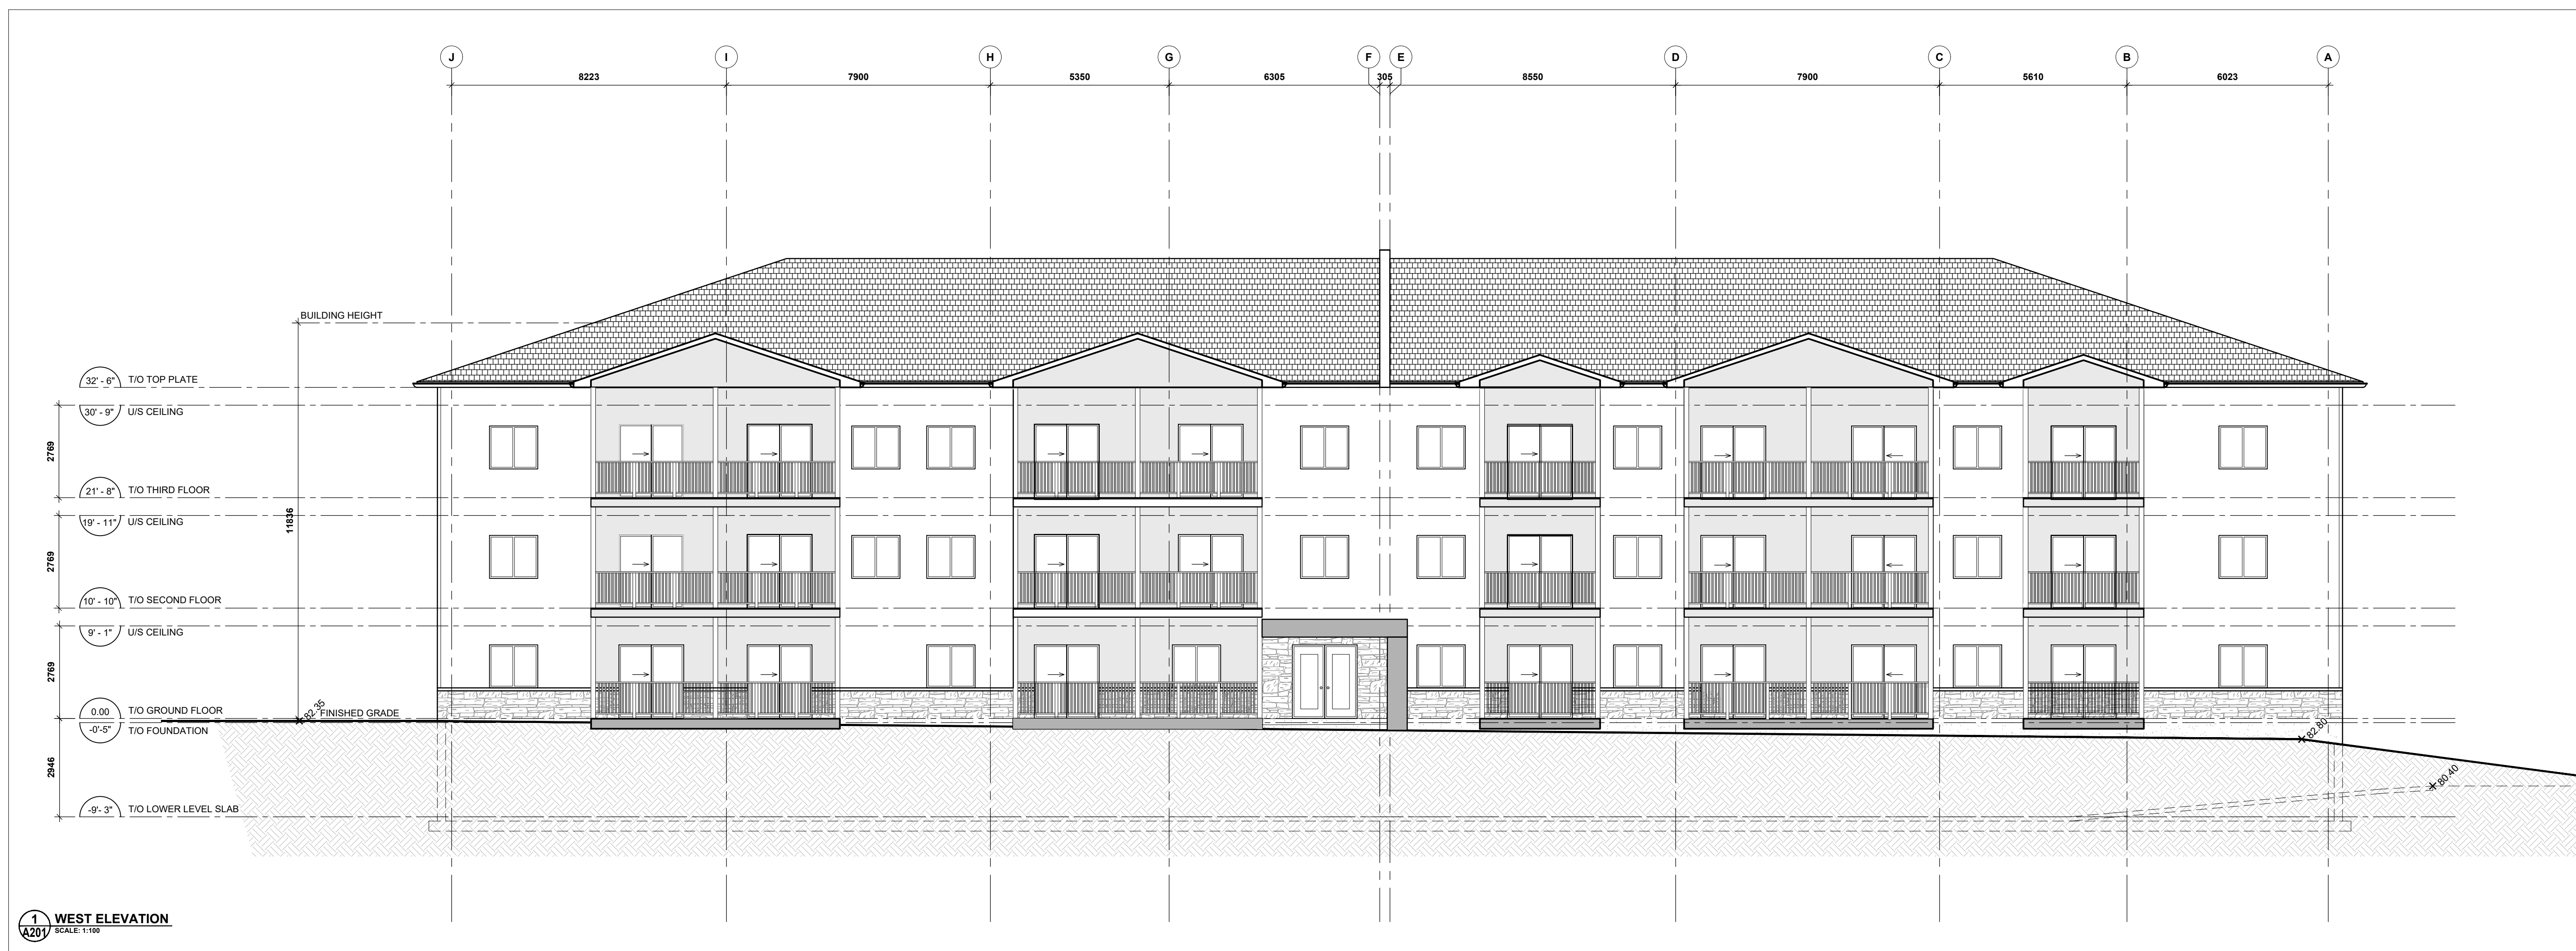 J I H G F E D C B A
8223 7900 5350 6305 305 8550 7900 5610 6023
BUILDING HEIGHT
32' - 6" T/O TOP PLATE
30' - 9" U/S CEILING
2769
21' - 8" T/O THIRD FLOOR
11836
19' - 11" U/S CEILING
2769
10' - 10" T/O SECOND FLOOR
9' - 1" U/S CEILING
2769
0.00 T/O GROUND FLOOR
82.35
FINISHED GRADE
-0'-5" T/O FOUNDATION
82.80
2946
80.40
-9'- 3" T/O LOWER LEVEL SLAB
1
A201
WEST ELEVATION
SCALE: 1:100